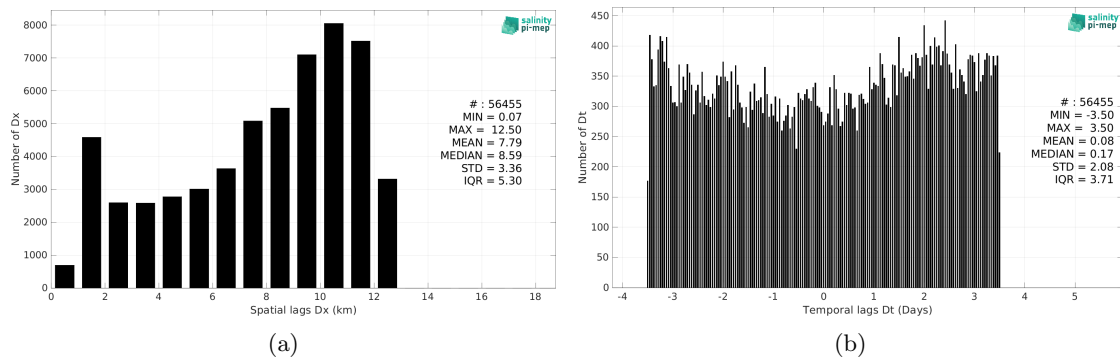 8000
7000
6000
5000
4000
3000
2000
1000
0
Number of Dx
0 2 4 6 8 10 12 14 16 18
Spatial lags Dx (km)
salinity
pi-mep
# : 56455
MIN = 0.07
MAX = 12.50
MEAN = 7.79
MEDIAN = 8.59
STD = 3.36
IQR = 5.30
(a)
450
400
350
300
250
200
150
100
50
0
Number of Dt
-4 -3 -2 -1 0 1 2 3 4 5
Temporal lags Dt (Days)
salinity
pi-mep
# : 56455
MIN = -3.50
MAX = 3.50
MEAN = 0.08
MEDIAN = 0.17
STD = 2.08
IQR = 3.71
(b)